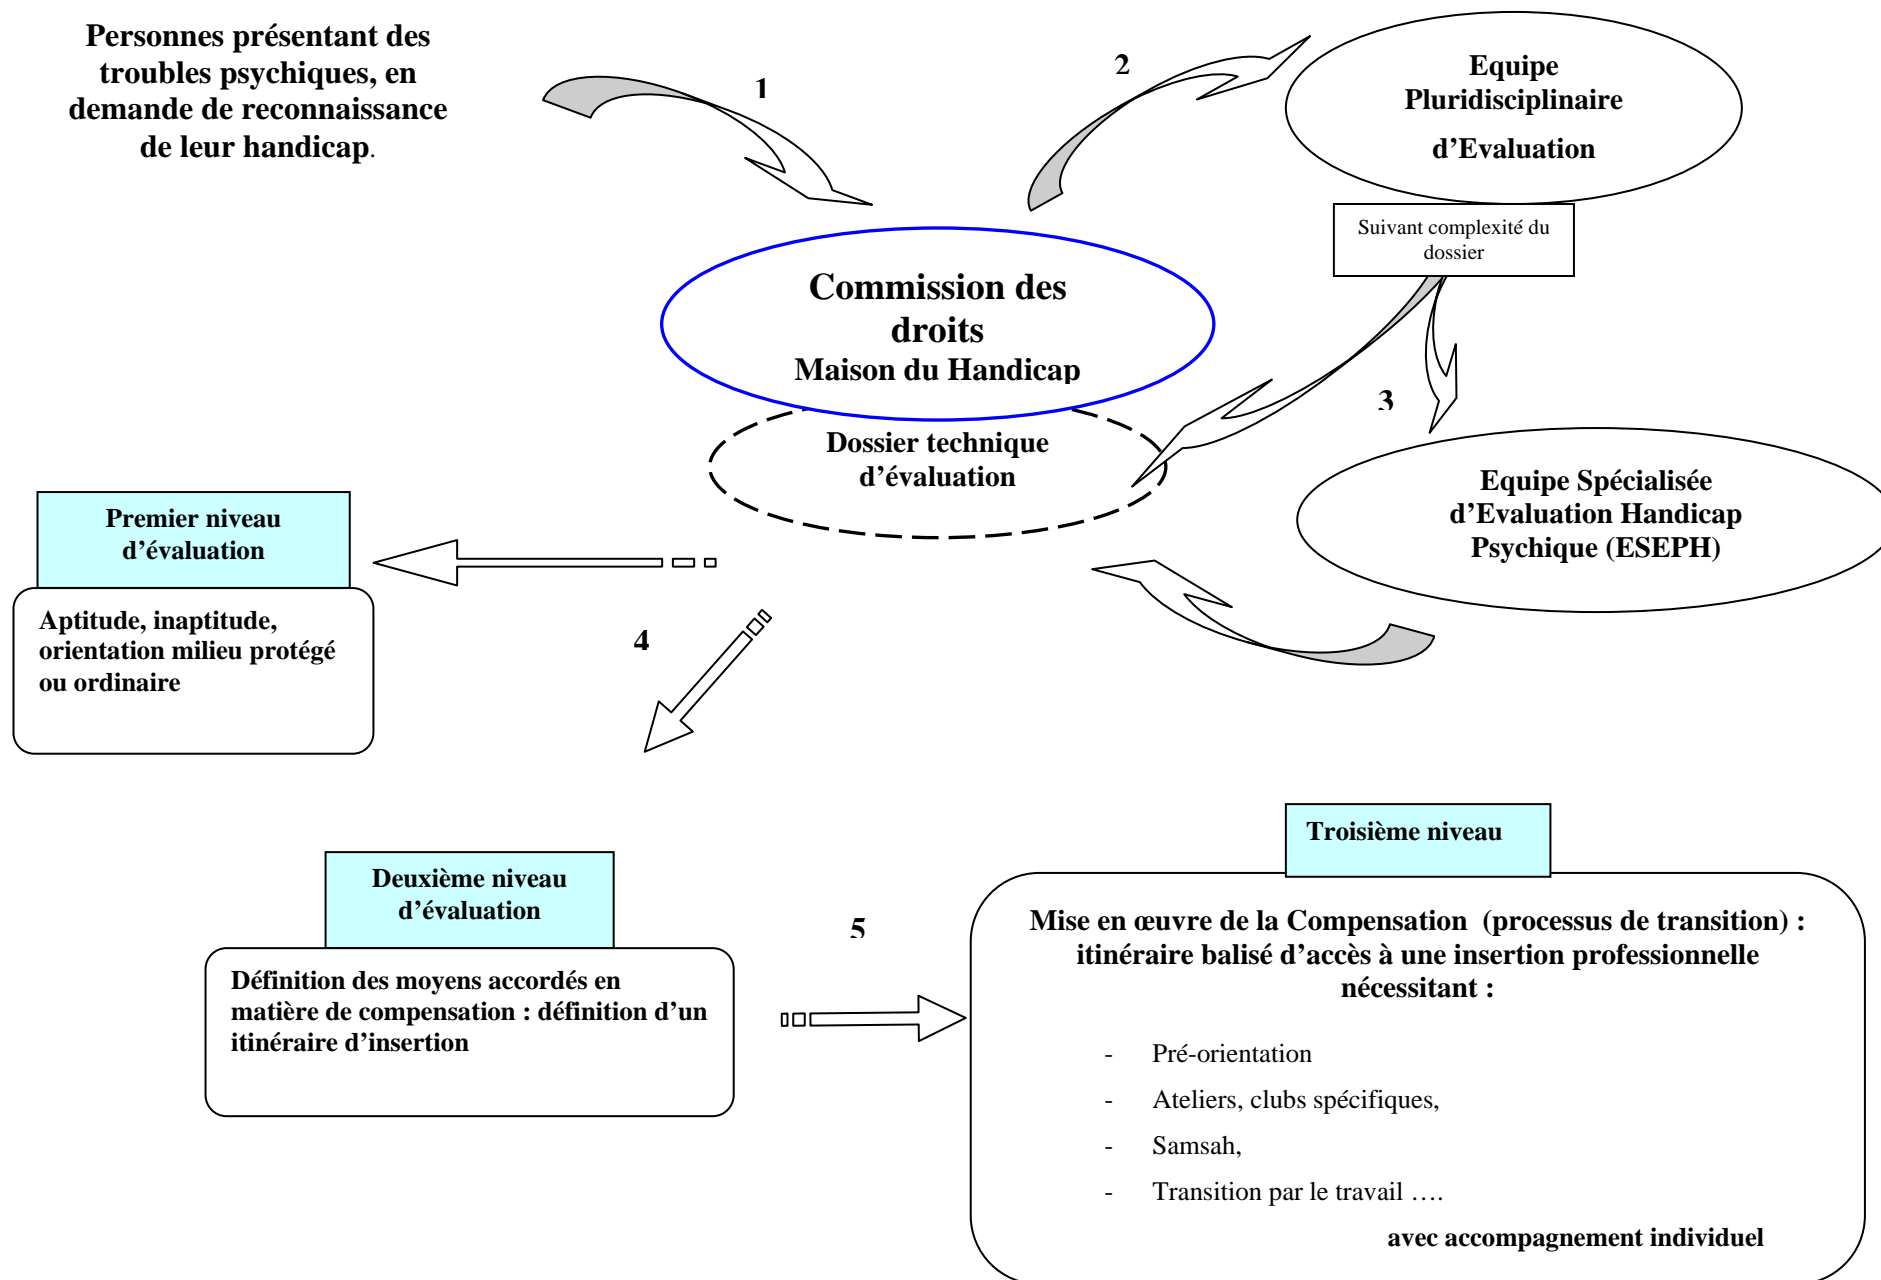 Personnes présentant des
troubles psychiques, en
demande de reconnaissance
de leur handicap.
1
2
Equipe
Pluridisciplinaire
d’Evaluation
Suivant complexité du
dossier
Commission des
droits
Maison du Handicap
3
Dossier technique
d’évaluation
Equipe Spécialisée
d’Evaluation Handicap
Psychique (ESEPH)
Premier niveau
d’évaluation
Aptitude, inaptitude,
orientation milieu protégé
ou ordinaire
4
Deuxième niveau
d’évaluation
Définition des moyens accordés en
matière de compensation : définition d’un
itinéraire d’insertion
5
Troisième niveau
Mise en œuvre de la Compensation (processus de transition) :
itinéraire balisé d’accès à une insertion professionnelle
nécessitant :
- Pré-orientation
- Ateliers, clubs spécifiques,
- Samsah,
- Transition par le travail ….
avec accompagnement individuel